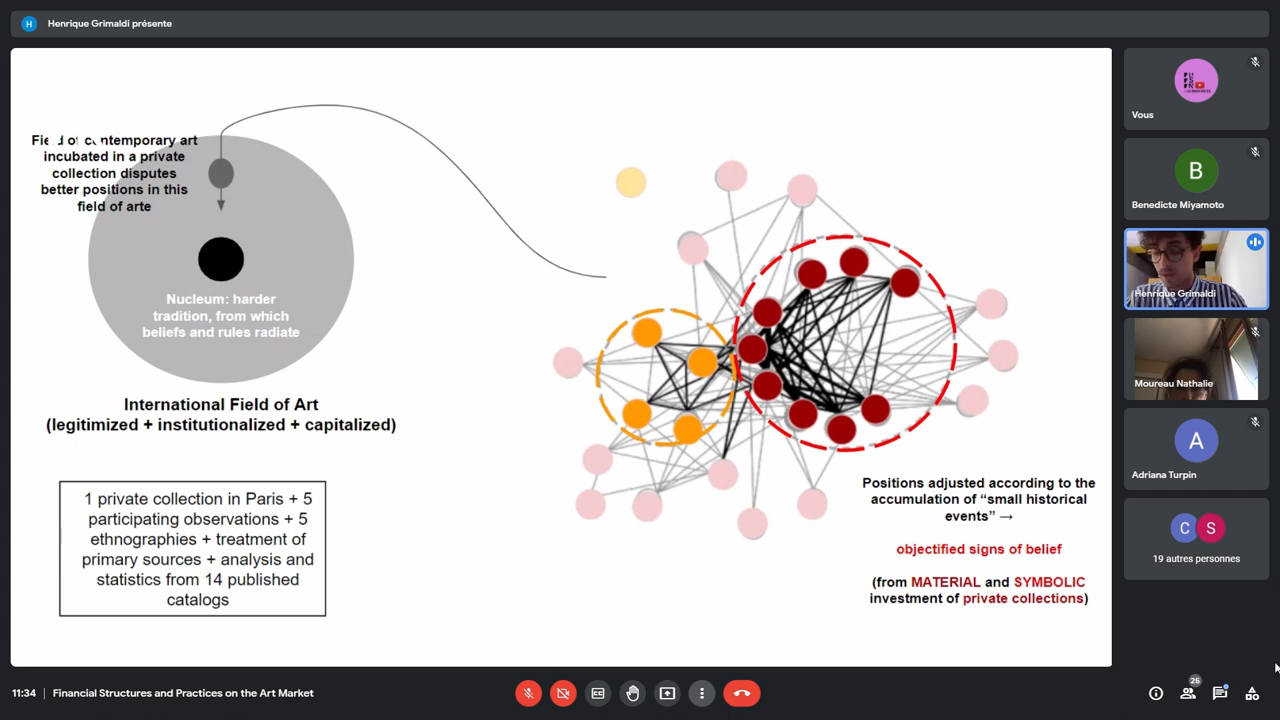 H Henrique Grimaldi présente
Field of contemporary art
incubated in a private
collection disputes
better positions in this
field of arte
Nucleum: harder
tradition, from which
beliefs and rules radiate
International Field of Art
(legitimized + institutionalized + capitalized)
1 private collection in Paris + 5
participating observations + 5
ethnographies + treatment of
primary sources + analysis and
statistics from 14 published
catalogs
Positions adjusted according to the
accumulation of “small historical
events” →
objectified signs of belief
(from MATERIAL and SYMBOLIC
investment of private collections)
Vous
B
Benedicte Miyamoto
Henrique Grimaldi
Moureau Nathalie
A
Adriana Turpin
C S
19 autres personnes
11:34 | Financial Structures and Practices on the Art Market
CC
25